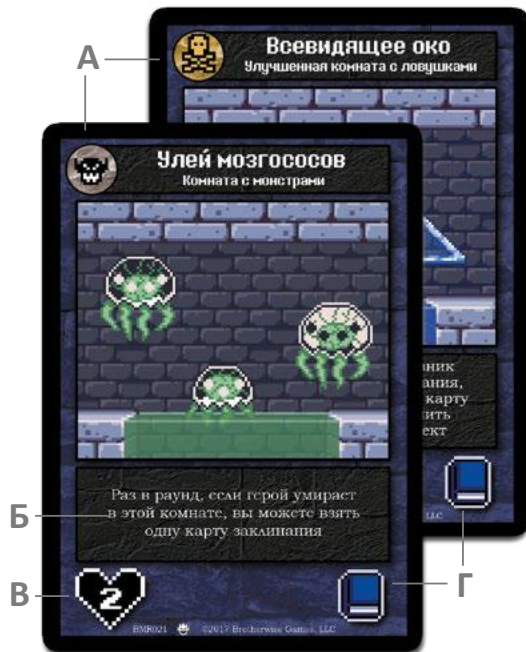 А
Всевидящее око
Улучшенная комната с ловушками
Улей мозгососов
Комната с монстрами
ания,
карту
ить
ект
Раз в раунд, если герой умирает
в этой комнате, вы можете взять
одну карту заклинания
Б
В
2
Г
BMR021 ©2017 Brotherwise Games, LLC
LLC